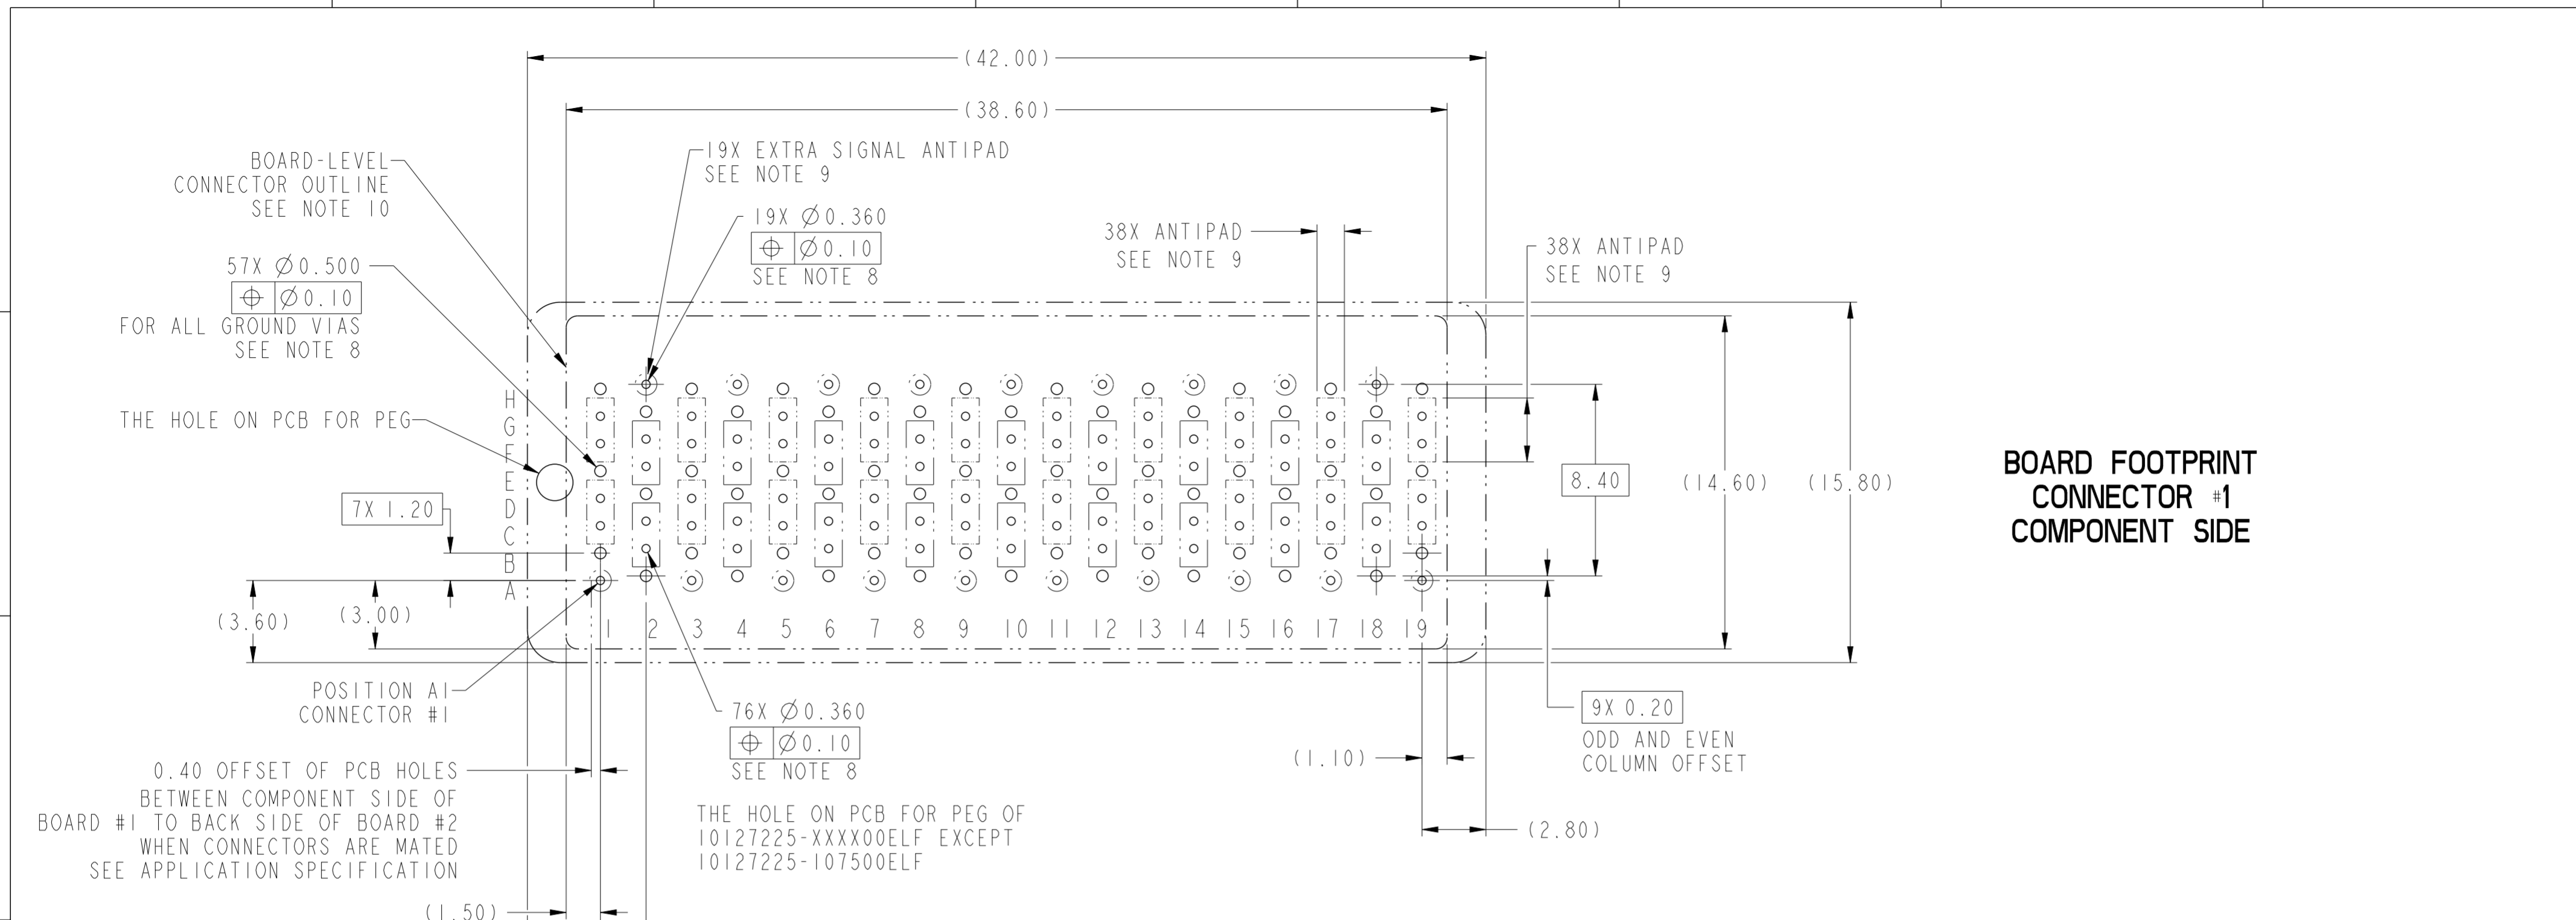 (42.00)
(38.60)
BOARD-LEVEL
CONNECTOR OUTLINE
SEE NOTE 10
19X EXTRA SIGNAL ANTIPAD
SEE NOTE 9
19X Ø0.360
⌖ Ø0.10
SEE NOTE 8
38X ANTIPAD
SEE NOTE 9
38X ANTIPAD
SEE NOTE 9
57X Ø0.500
⌖ Ø0.10
FOR ALL GROUND VIAS
SEE NOTE 8
THE HOLE ON PCB FOR PEG
H
G
F
E
D
C
B
A
7X 1.20
8.40
(14.60)
(15.80)
BOARD FOOTPRINT
CONNECTOR #1
COMPONENT SIDE
(3.60)
(3.00)
1 2 3 4 5 6 7 8 9 10 11 12 13 14 15 16 17 18 19
POSITION A1
CONNECTOR #1
76X Ø0.360
⌖ Ø0.10
SEE NOTE 8
9X 0.20
ODD AND EVEN
COLUMN OFFSET
(1.10)
0.40 OFFSET OF PCB HOLES
BETWEEN COMPONENT SIDE OF
BOARD #1 TO BACK SIDE OF BOARD #2
WHEN CONNECTORS ARE MATED
SEE APPLICATION SPECIFICATION
THE HOLE ON PCB FOR PEG OF
10127225-XXXX00ELF EXCEPT
10127225-107500ELF
(2.80)
(1.50)